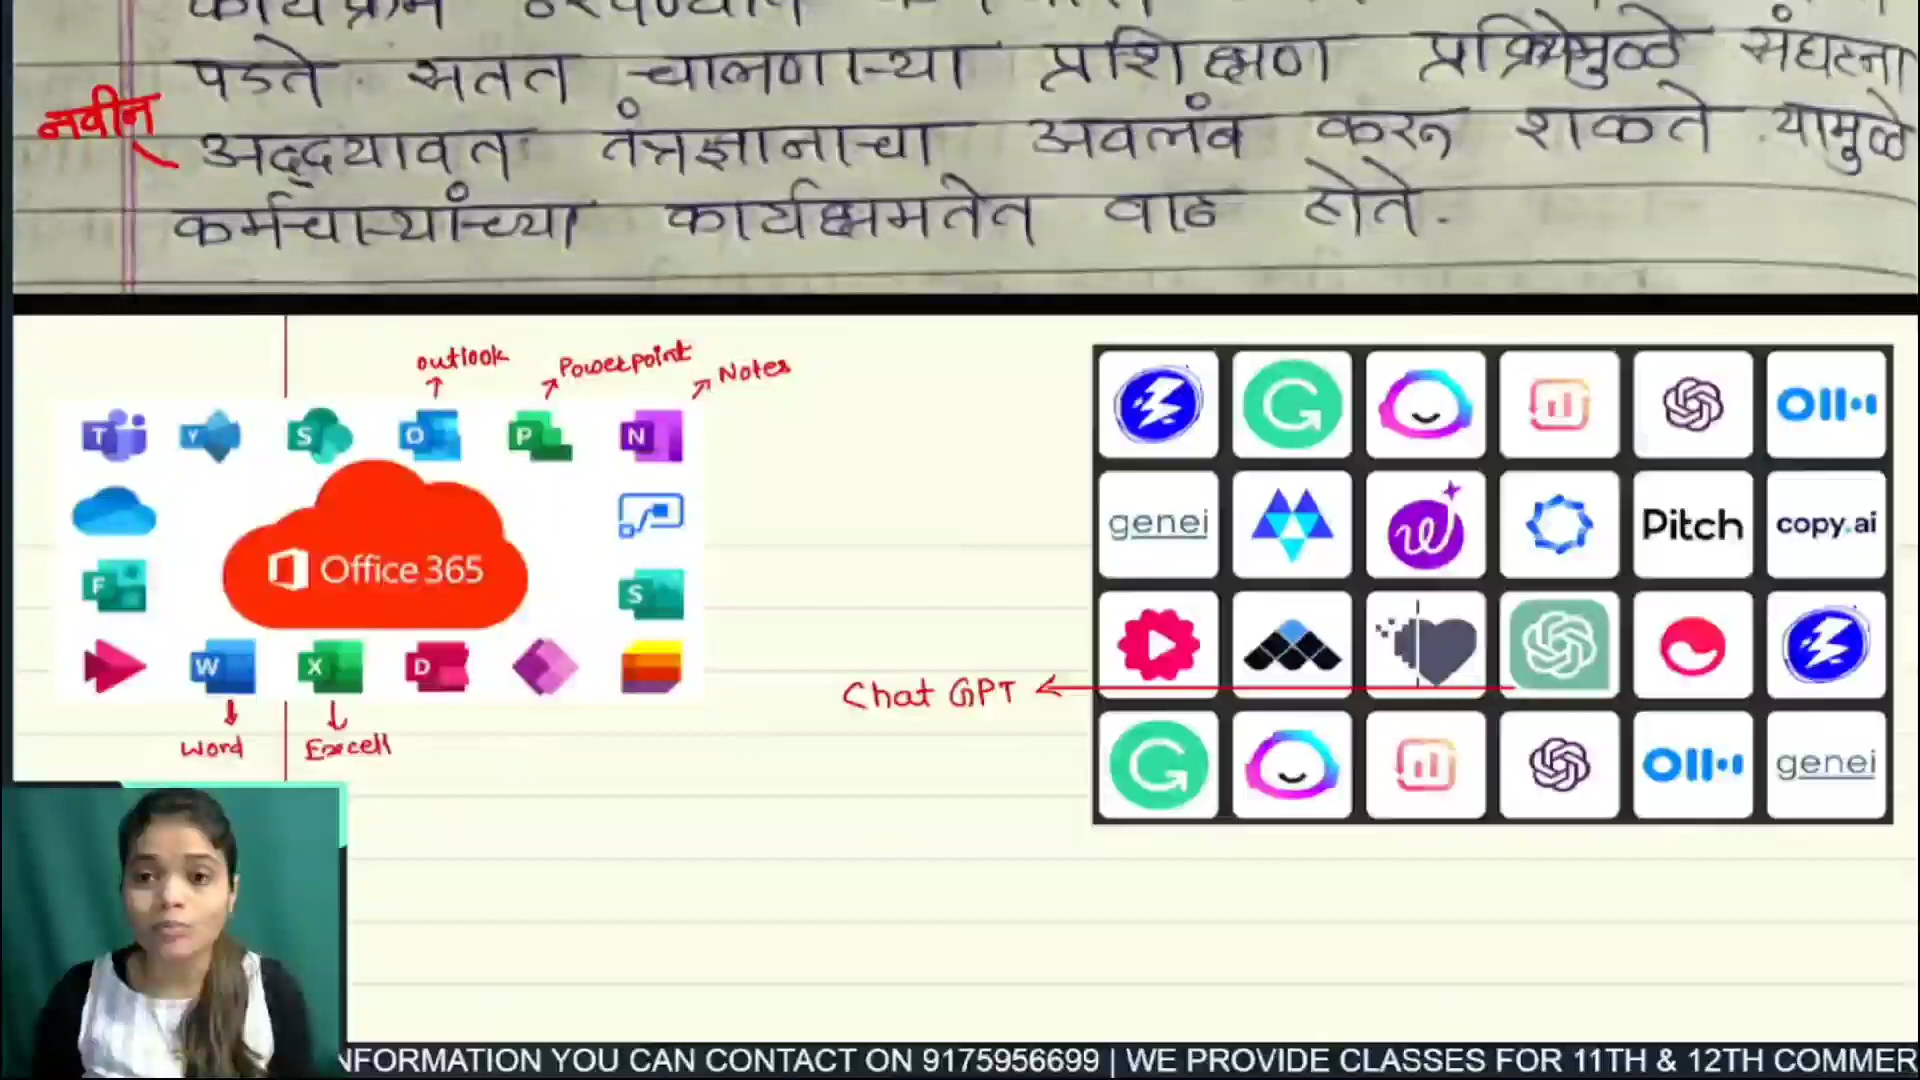 पडते. सतत चालणाऱ्या प्रशिक्षण प्रक्रियेमुळे संघटना
नवीन
अद्द्यावत तंत्रज्ञानाचा अवलंब करू शकते. यामुळे
कर्मचाऱ्यांच्या कार्यक्षमतेत वाढ होते.
outlook
Powerpoint
Notes
T Y S O P N
Office 365
F
S
W X D
Word
Excell
genei
Pitch
copy.ai
Chat GPT
genei
NFORMATION YOU CAN CONTACT ON 9175956699 | WE PROVIDE CLASSES FOR 11TH & 12TH COMMER